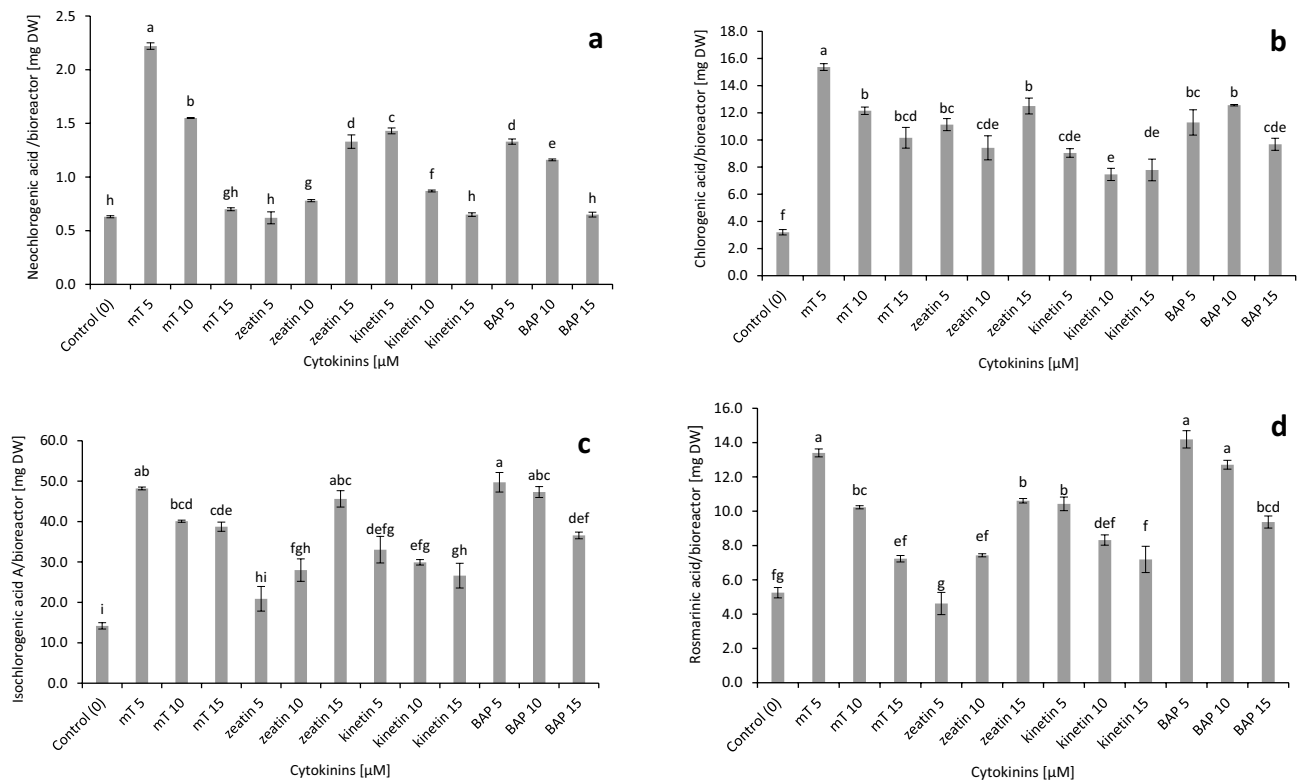 a
Neochlorogenic acid /bioreactor [mg DW]
2.5
2.0
1.5
1.0
0.5
0.0
h
a
b
gh
h
g
d
c
f
h
d
e
h
Control (0)
mT 5
mT 10
mT 15
zeatin 5
zeatin 10
zeatin 15
kinetin 5
kinetin 10
kinetin 15
BAP 5
BAP 10
BAP 15
Cytokinins [µM
b
Chlorogenic acid/bioreactor [mg DW]
18.0
16.0
14.0
12.0
10.0
8.0
6.0
4.0
2.0
0.0
f
a
b
bcd
bc
cde
b
cde
e
de
bc
b
cde
Control (0)
mT 5
mT 10
mT 15
zeatin 5
zeatin 10
zeatin 15
kinetin 5
kinetin 10
kinetin 15
BAP 5
BAP 10
BAP 15
Cytokinins [µM]
c
Isochlorogenic acid A/bioreactor [mg DW]
60.0
50.0
40.0
30.0
20.0
10.0
0.0
i
ab
bcd
cde
hi
fgh
abc
defg
efg
gh
a
abc
def
Control (0)
mT 5
mT 10
mT 15
zeatin 5
zeatin 10
zeatin 15
kinetin 5
kinetin 10
kinetin 15
BAP 5
BAP 10
BAP 15
Cytokinins [µM]
d
Rosmarinic acid/bioreactor [mg DW]
16.0
14.0
12.0
10.0
8.0
6.0
4.0
2.0
0.0
fg
a
bc
ef
g
ef
b
b
def
f
a
a
bcd
Control (0)
mT 5
mT 10
mT 15
zeatin 5
zeatin 10
zeatin 15
kinetin 5
kinetin 10
kinetin 15
BAP 5
BAP 10
BAP 15
Cytokinins [µM]